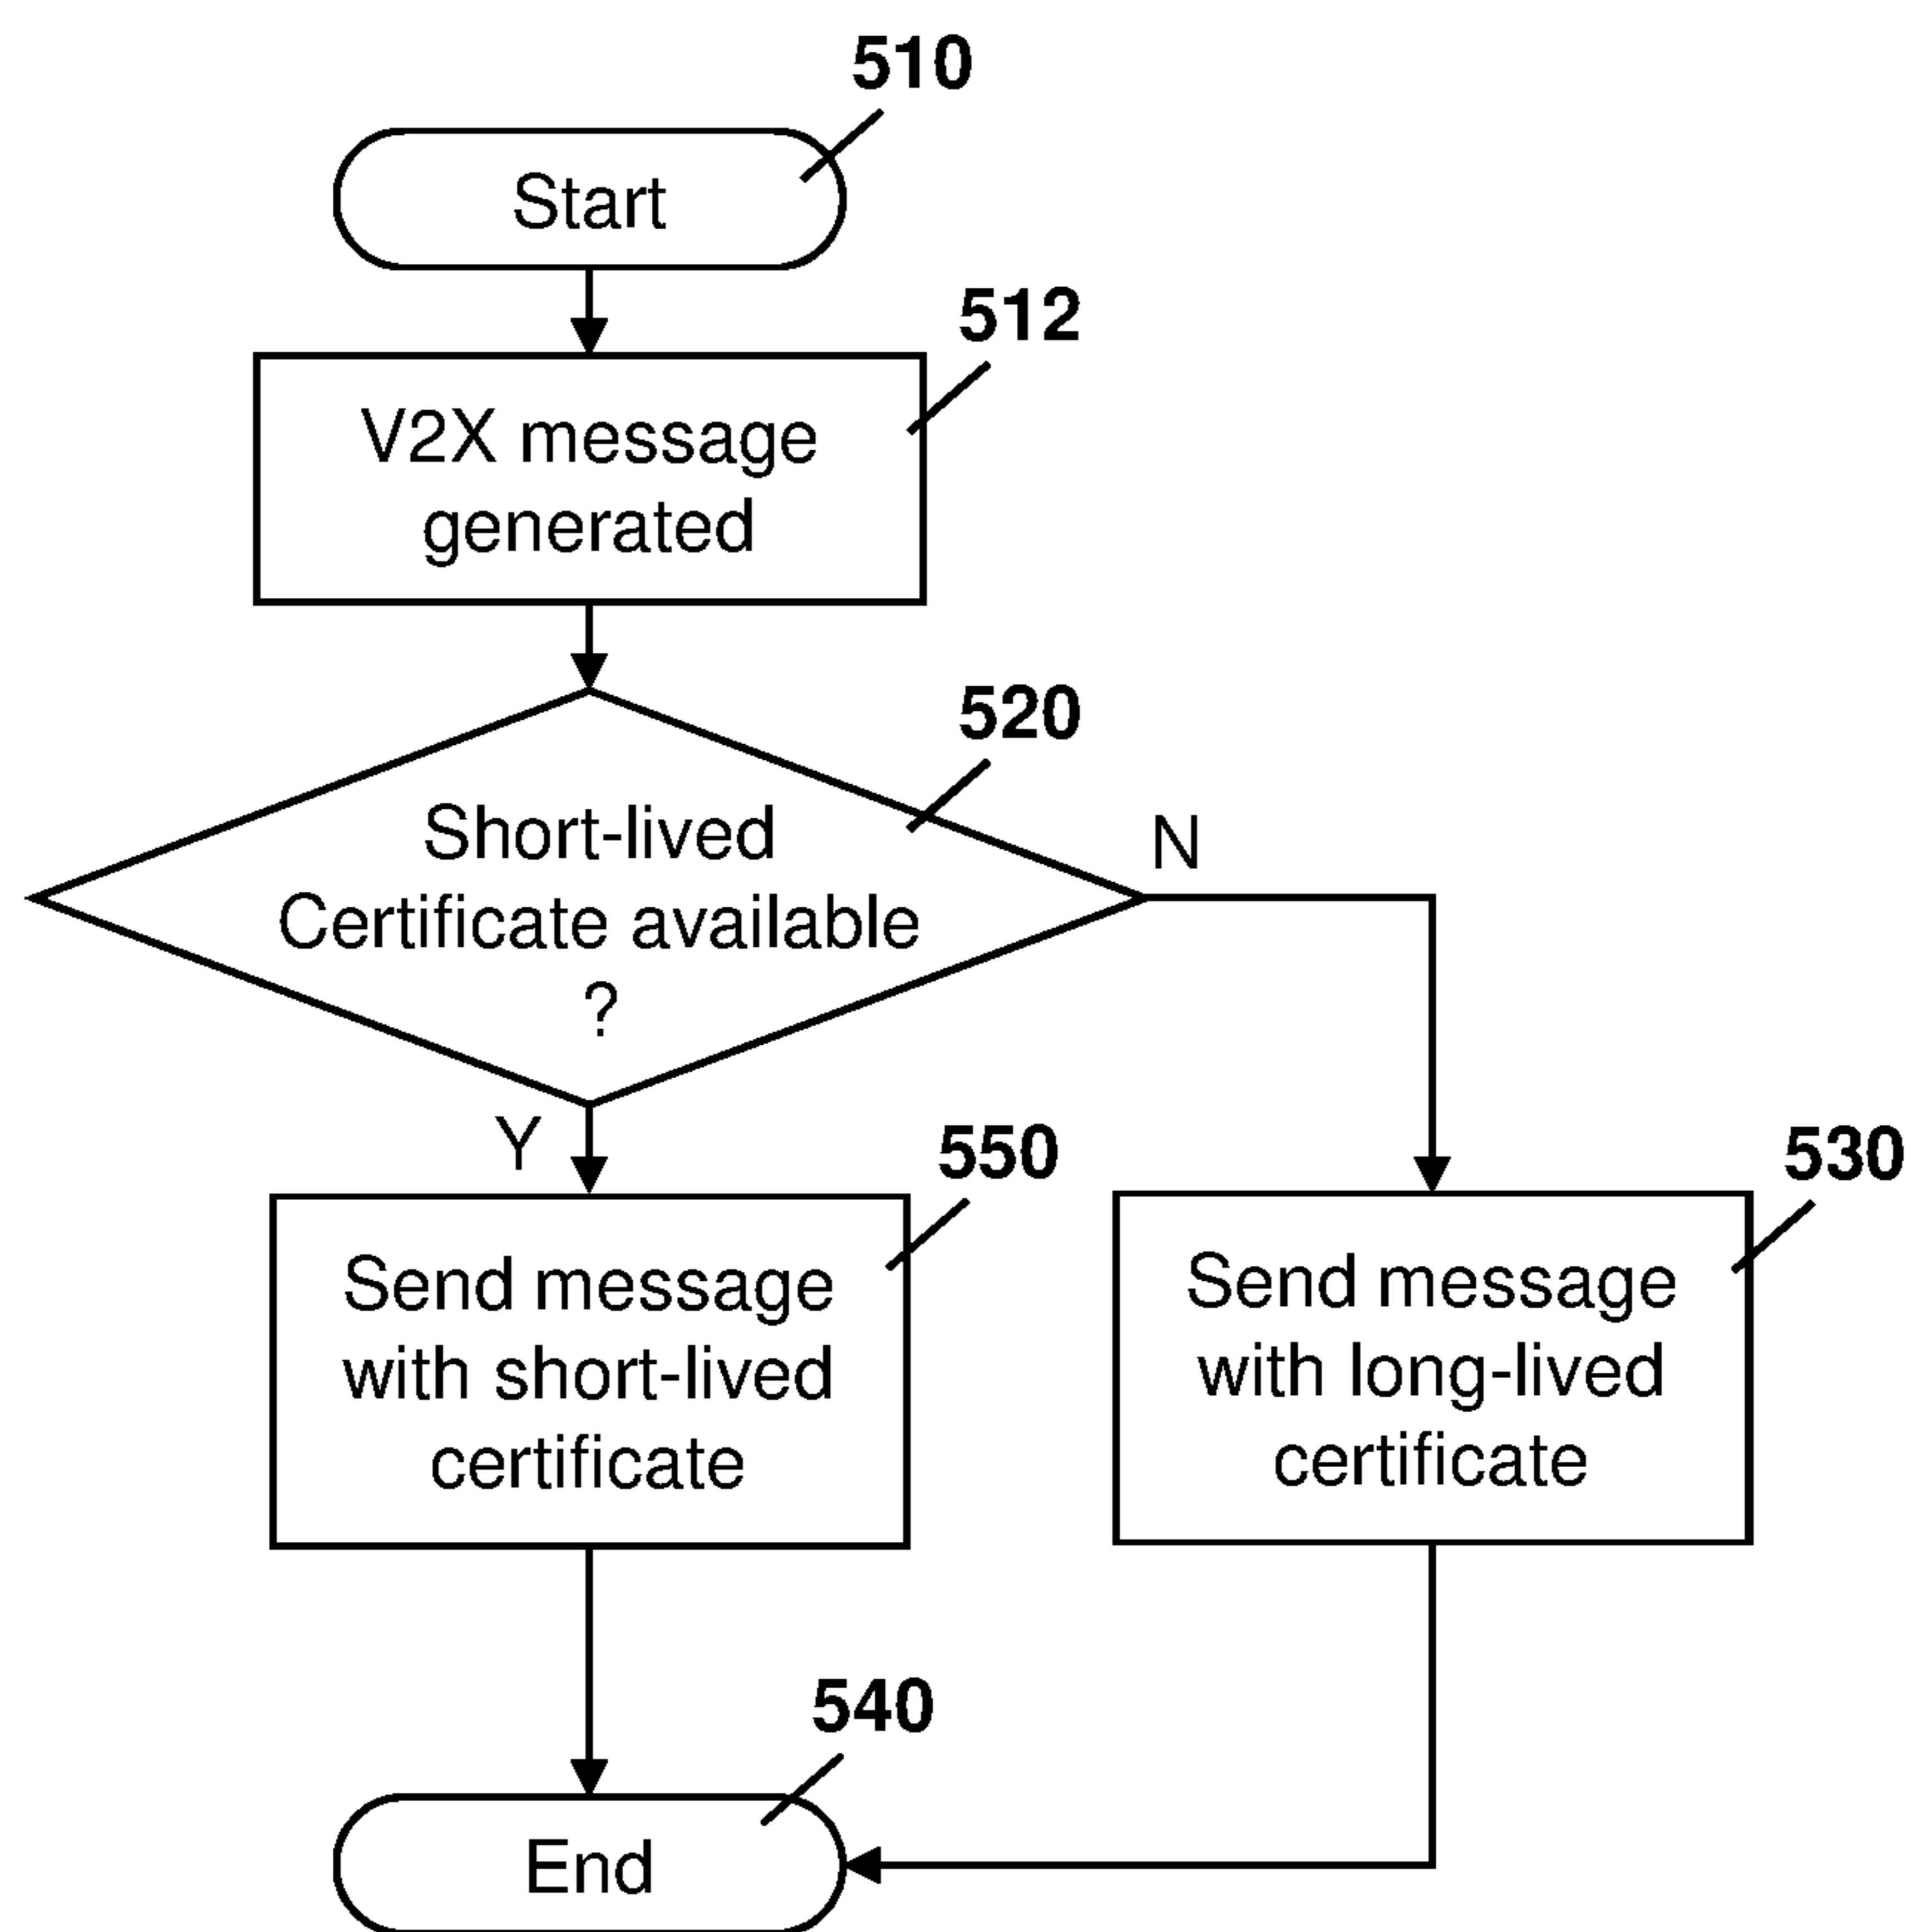 510
Start
512
V2X message
generated
520
Short-lived
Certificate available
?
N
Y
550
Send message
with short-lived
certificate
530
Send message
with long-lived
certificate
540
End